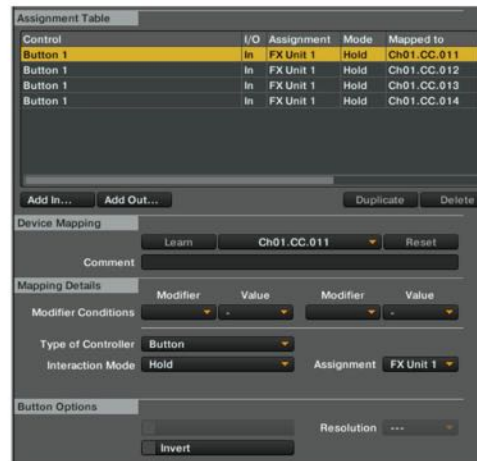 Assignment Table
Control I/O Assignment Mode Mapped to
Button 1 In FX Unit 1 Hold Ch01.CC.011
Button 1 In FX Unit 1 Hold Ch01.CC.012
Button 1 In FX Unit 1 Hold Ch01.CC.013
Button 1 In FX Unit 1 Hold Ch01.CC.014
Add In... Add Out... Duplicate Delete
Device Mapping
Learn Ch01.CC.011 Reset
Comment
Mapping Details
Modifier Value Modifier Value
Modifier Conditions - -
Type of Controller Button
Interaction Mode Hold Assignment FX Unit 1
Button Options
Resolution ---
Invert